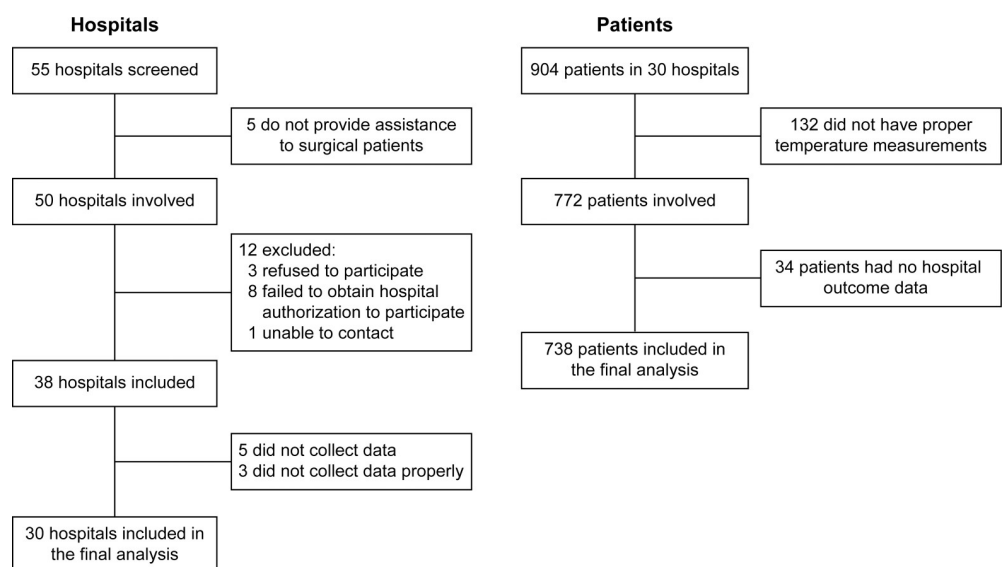 Hospitals
55 hospitals screened
5 do not provide assistance
to surgical patients
50 hospitals involved
12 excluded:
3 refused to participate
8 failed to obtain hospital
authorization to participate
1 unable to contact
38 hospitals included
5 did not collect data
3 did not collect data properly
30 hospitals included in
the final analysis
Patients
904 patients in 30 hospitals
132 did not have proper
temperature measurements
772 patients involved
34 patients had no hospital
outcome data
738 patients included in
the final analysis